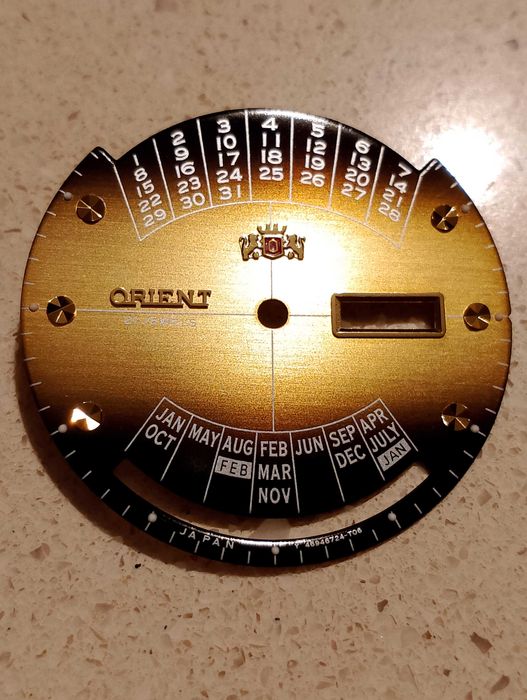 1 8 15 22 29
2 9 16 23 30
3 10 17 24 31
4 11 18 25
5 12 19 26
6 13 20 27
7 14 21 28
ORIENT
JAN OCT
MAY
AUG FEB
FEB MAR NOV
JUN
SEP DEC
APR JULY JAN
JAPAN
46946724-T06